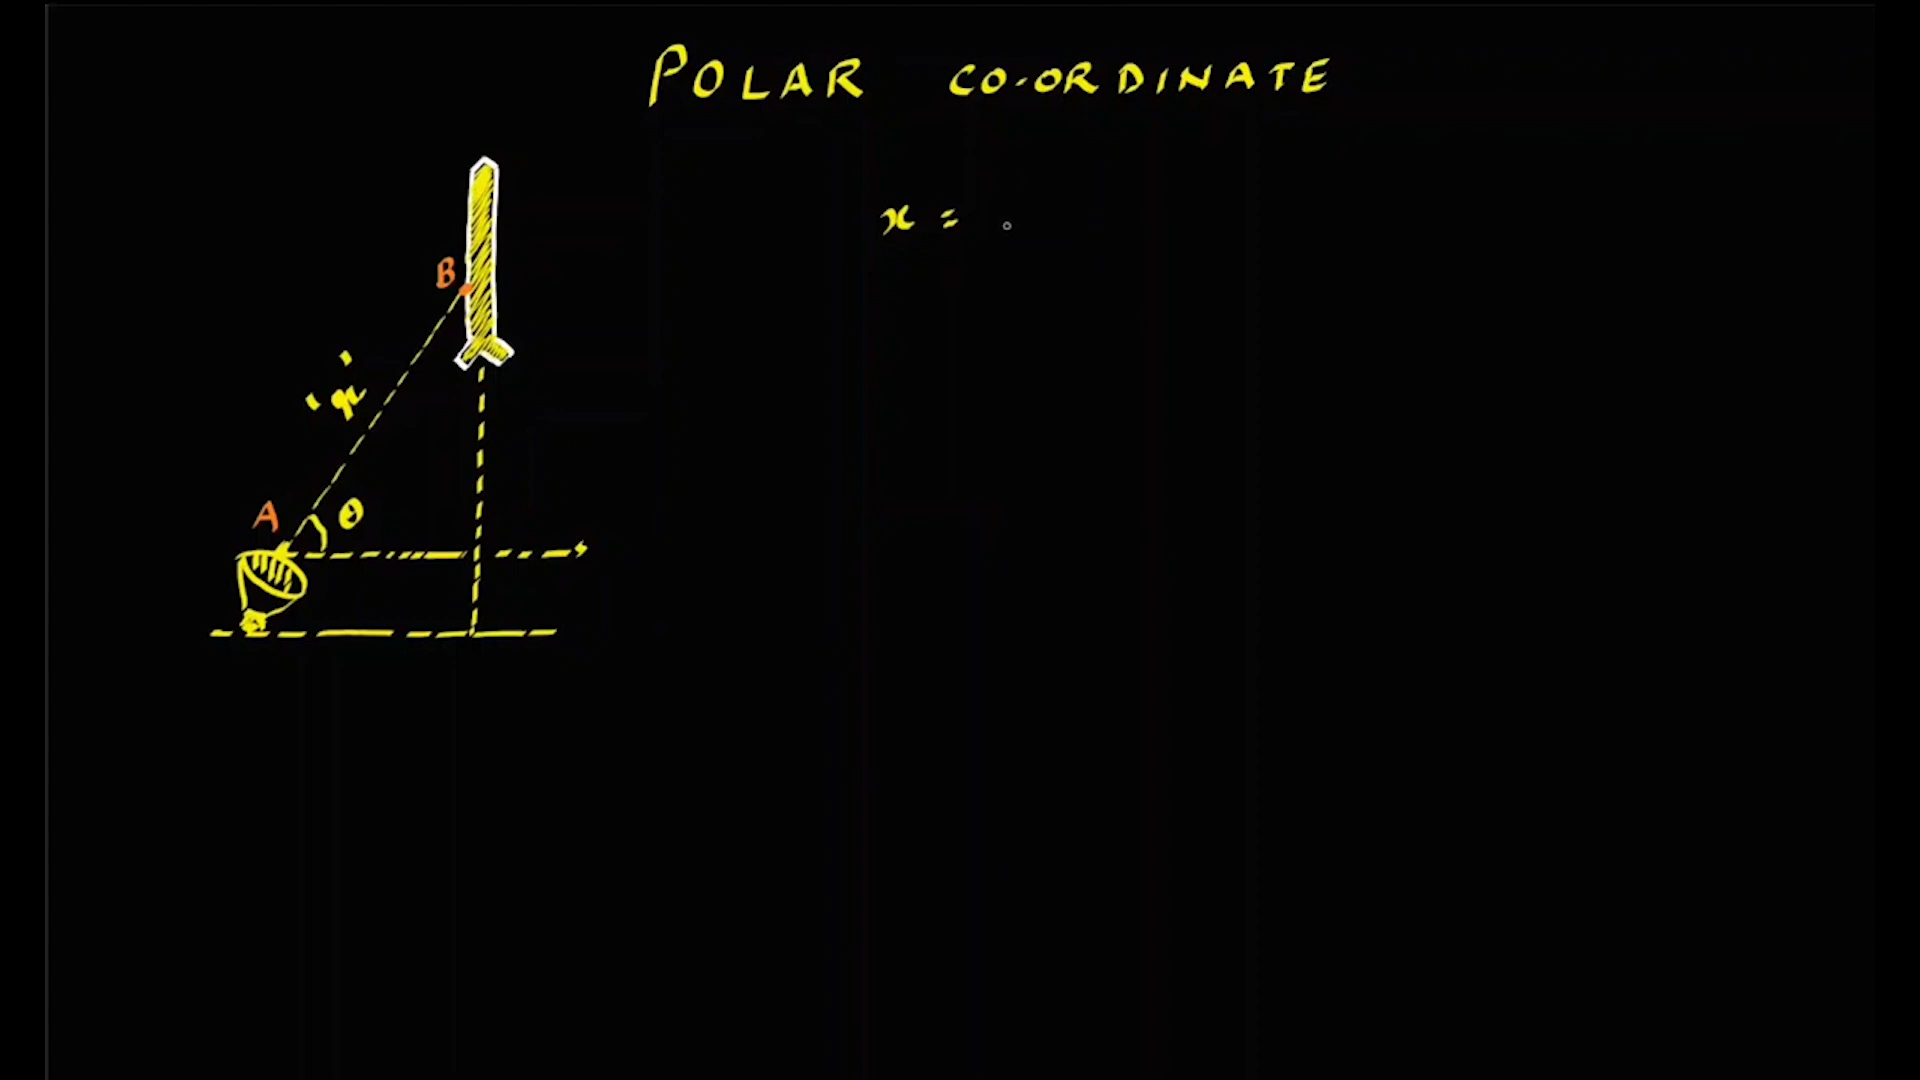 POLAR CO-ORDINATE
x =
B
'r'
A θ